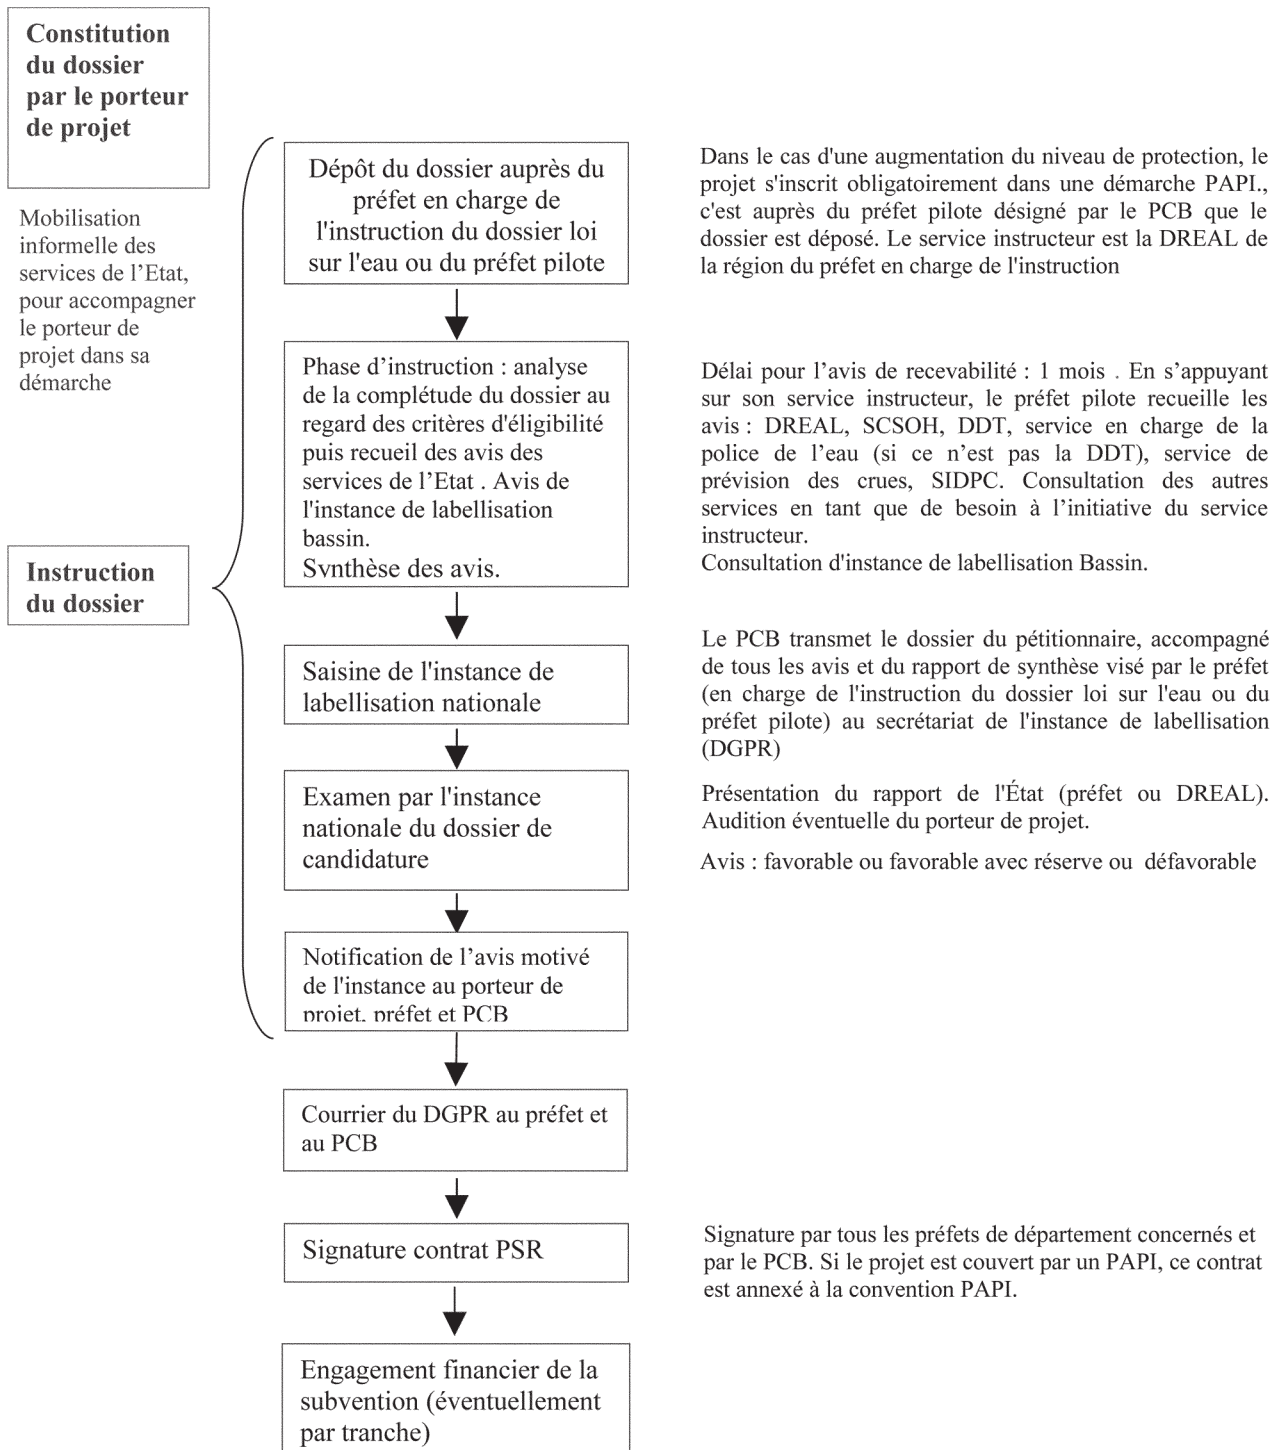 Constitution
du dossier
par le porteur
de projet
Mobilisation
informelle des
services de l’Etat,
pour accompagner
le porteur de
projet dans sa
démarche
Instruction
du dossier
Dépôt du dossier auprès du
préfet en charge de
l'instruction du dossier loi
sur l'eau ou du préfet pilote
Dans le cas d'une augmentation du niveau de protection, le
projet s'inscrit obligatoirement dans une démarche PAPI.,
c'est auprès du préfet pilote désigné par le PCB que le
dossier est déposé. Le service instructeur est la DREAL de
la région du préfet en charge de l'instruction
Phase d’instruction : analyse
de la complétude du dossier au
regard des critères d'éligibilité
puis recueil des avis des
services de l’Etat . Avis de
l'instance de labellisation
bassin.
Synthèse des avis.
Délai pour l’avis de recevabilité : 1 mois . En s’appuyant
sur son service instructeur, le préfet pilote recueille les
avis : DREAL, SCSOH, DDT, service en charge de la
police de l’eau (si ce n’est pas la DDT), service de
prévision des crues, SIDPC. Consultation des autres
services en tant que de besoin à l’initiative du service
instructeur.
Consultation d'instance de labellisation Bassin.
Saisine de l'instance de
labellisation nationale
Le PCB transmet le dossier du pétitionnaire, accompagné
de tous les avis et du rapport de synthèse visé par le préfet
(en charge de l'instruction du dossier loi sur l'eau ou du
préfet pilote) au secrétariat de l'instance de labellisation
(DGPR)
Examen par l'instance
nationale du dossier de
candidature
Présentation du rapport de l'État (préfet ou DREAL).
Audition éventuelle du porteur de projet.
Avis : favorable ou favorable avec réserve ou défavorable
Notification de l’avis motivé
de l'instance au porteur de
projet, préfet et PCB
Courrier du DGPR au préfet et
au PCB
Signature contrat PSR
Signature par tous les préfets de département concernés et
par le PCB. Si le projet est couvert par un PAPI, ce contrat
est annexé à la convention PAPI.
Engagement financier de la
subvention (éventuellement
par tranche)